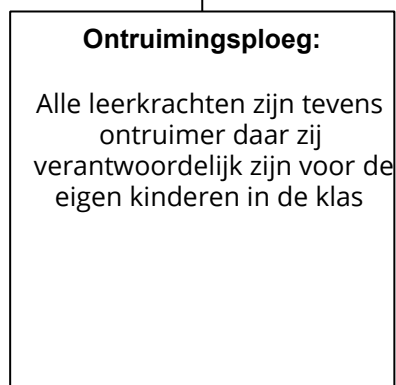 Ontruimingsploeg:
Alle leerkrachten zijn tevens
ontruimer daar zij
verantwoordelijk zijn voor de
eigen kinderen in de klas